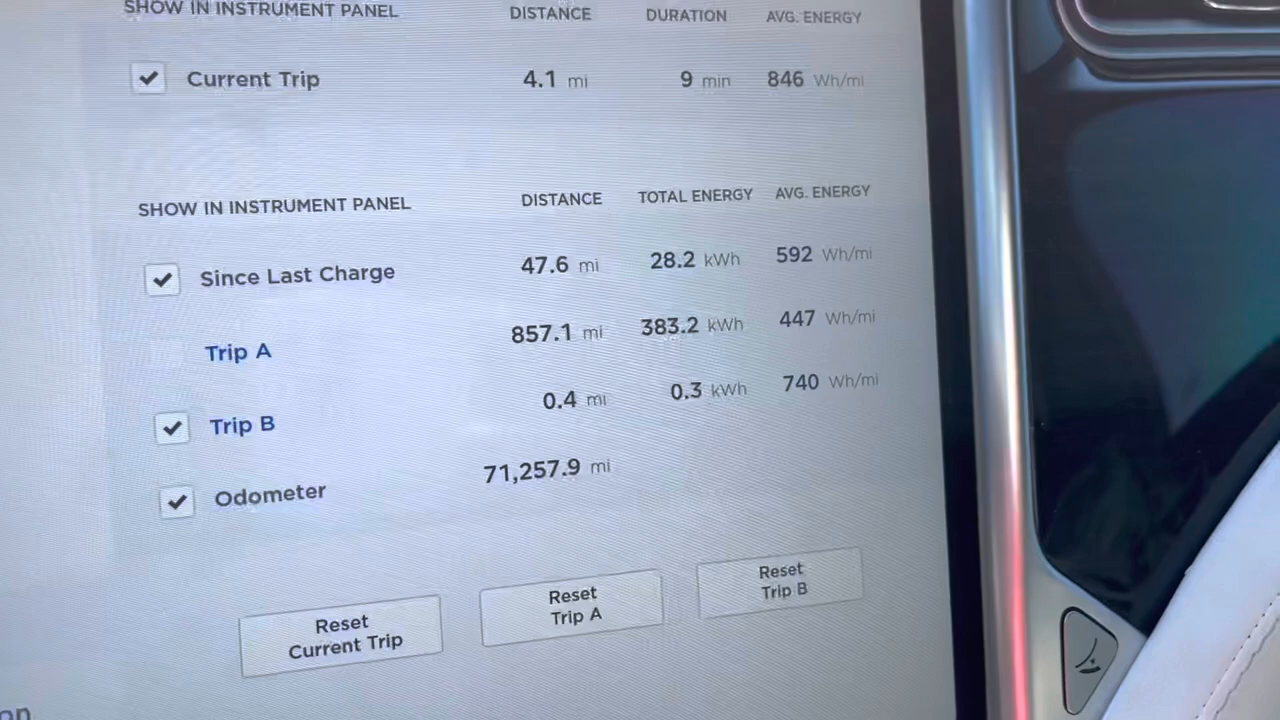 SHOW IN INSTRUMENT PANEL DISTANCE DURATION AVG. ENERGY
Current Trip 4.1 mi 9 min 846 Wh/mi
SHOW IN INSTRUMENT PANEL DISTANCE TOTAL ENERGY AVG. ENERGY
Since Last Charge 47.6 mi 28.2 kWh 592 Wh/mi
Trip A 857.1 mi 383.2 kWh 447 Wh/mi
Trip B 0.4 mi 0.3 kWh 740 Wh/mi
Odometer 71,257.9 mi
Reset
Current Trip
Reset
Trip A
Reset
Trip B